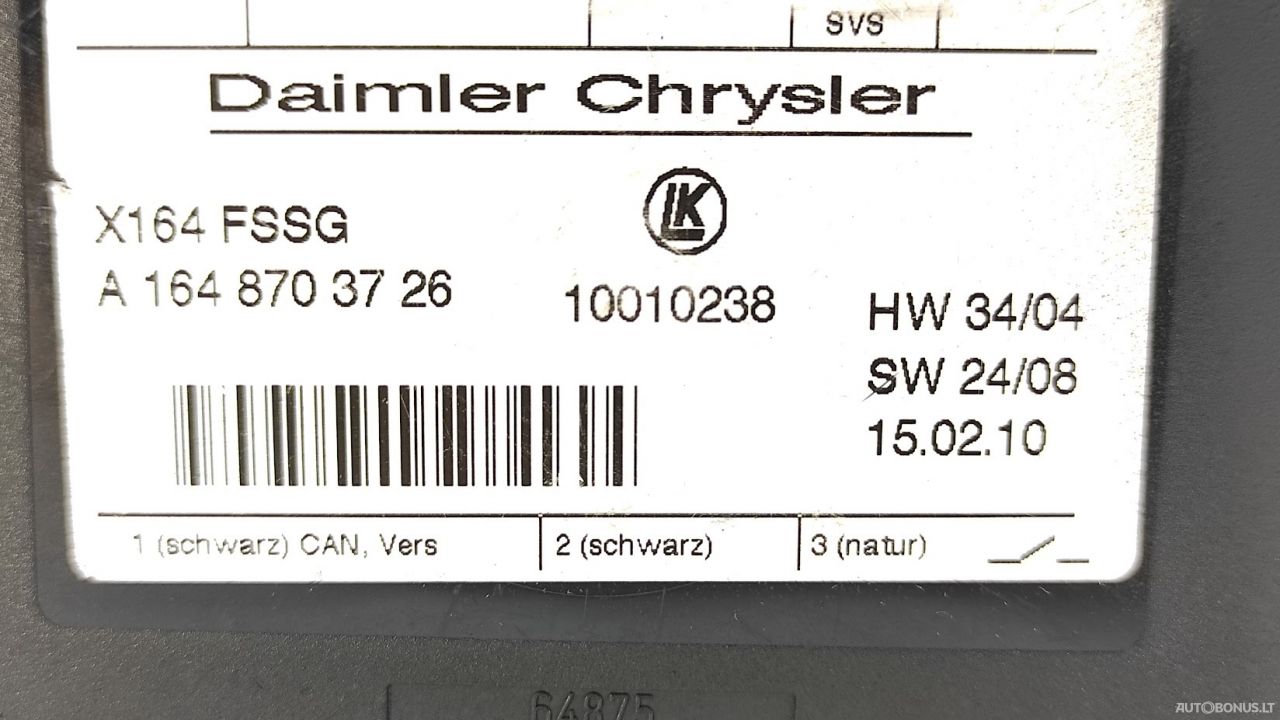 SVS
Daimler Chrysler
LK
X164 FSSG
A 164 870 37 26
10010238
HW 34/04
SW 24/08
15.02.10
1 (schwarz) CAN, Vers
2 (schwarz)
3 (natur)
64875
AUTOBONUS.LT